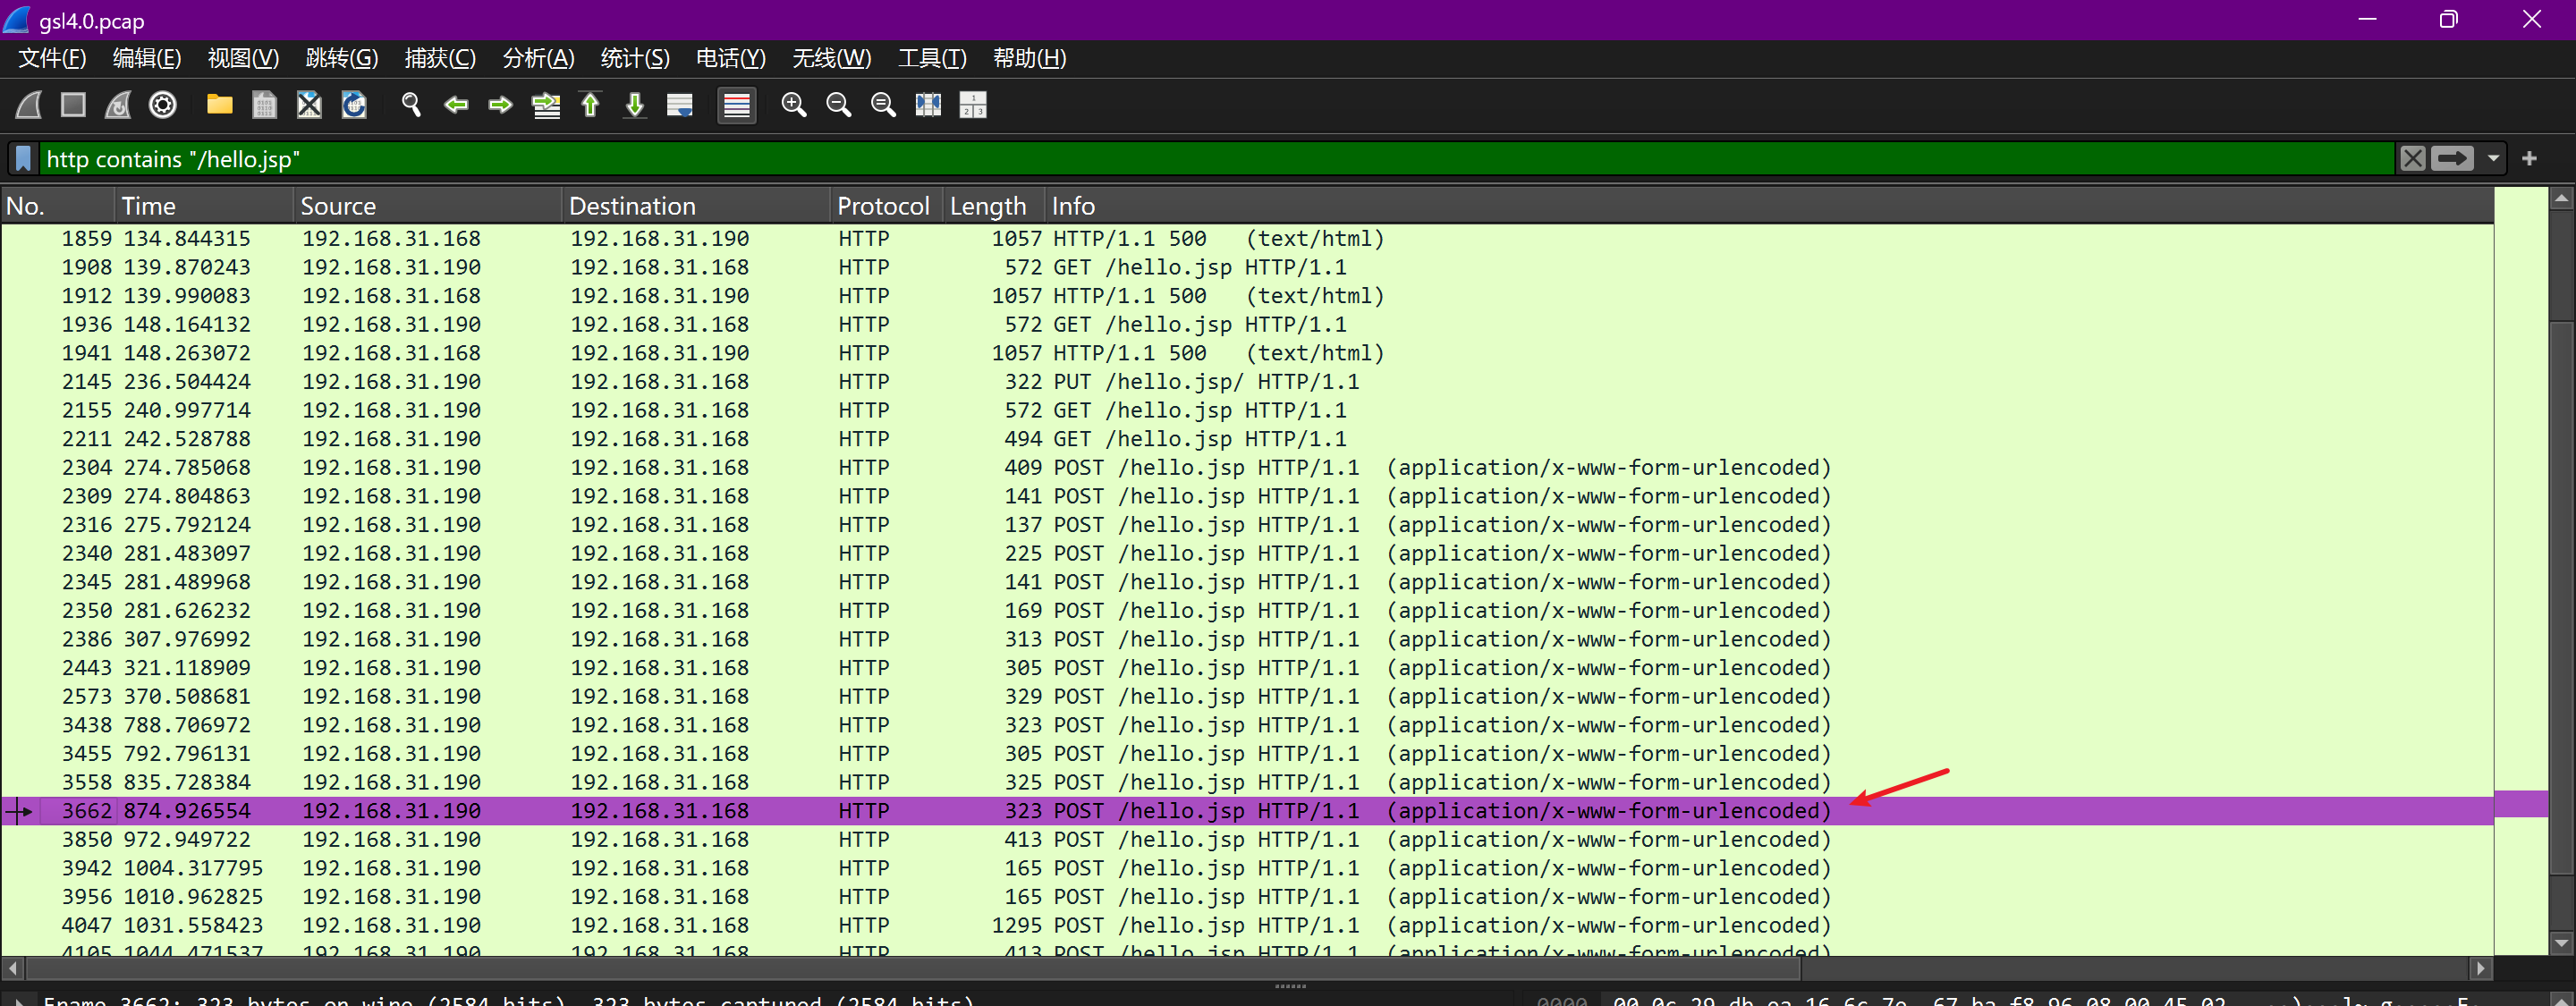 gsl4.0.pcap
文件(F) 编辑(E) 视图(V) 跳转(G) 捕获(C) 分析(A) 统计(S) 电话(Y) 无线(W) 工具(T) 帮助(H)
http contains "/hello.jsp"
No. Time Source Destination Protocol Length Info
1859 134.844315 192.168.31.168 192.168.31.190 HTTP 1057 HTTP/1.1 500 (text/html)
1908 139.870243 192.168.31.190 192.168.31.168 HTTP 572 GET /hello.jsp HTTP/1.1
1912 139.990083 192.168.31.168 192.168.31.190 HTTP 1057 HTTP/1.1 500 (text/html)
1936 148.164132 192.168.31.190 192.168.31.168 HTTP 572 GET /hello.jsp HTTP/1.1
1941 148.263072 192.168.31.168 192.168.31.190 HTTP 1057 HTTP/1.1 500 (text/html)
2145 236.504424 192.168.31.190 192.168.31.168 HTTP 322 PUT /hello.jsp/ HTTP/1.1
2155 240.997714 192.168.31.190 192.168.31.168 HTTP 572 GET /hello.jsp HTTP/1.1
2211 242.528788 192.168.31.190 192.168.31.168 HTTP 494 GET /hello.jsp HTTP/1.1
2304 274.785068 192.168.31.190 192.168.31.168 HTTP 409 POST /hello.jsp HTTP/1.1 (application/x-www-form-urlencoded)
2309 274.804863 192.168.31.190 192.168.31.168 HTTP 141 POST /hello.jsp HTTP/1.1 (application/x-www-form-urlencoded)
2316 275.792124 192.168.31.190 192.168.31.168 HTTP 137 POST /hello.jsp HTTP/1.1 (application/x-www-form-urlencoded)
2340 281.483097 192.168.31.190 192.168.31.168 HTTP 225 POST /hello.jsp HTTP/1.1 (application/x-www-form-urlencoded)
2345 281.489968 192.168.31.190 192.168.31.168 HTTP 141 POST /hello.jsp HTTP/1.1 (application/x-www-form-urlencoded)
2350 281.626232 192.168.31.190 192.168.31.168 HTTP 169 POST /hello.jsp HTTP/1.1 (application/x-www-form-urlencoded)
2386 307.976992 192.168.31.190 192.168.31.168 HTTP 313 POST /hello.jsp HTTP/1.1 (application/x-www-form-urlencoded)
2443 321.118909 192.168.31.190 192.168.31.168 HTTP 305 POST /hello.jsp HTTP/1.1 (application/x-www-form-urlencoded)
2573 370.508681 192.168.31.190 192.168.31.168 HTTP 329 POST /hello.jsp HTTP/1.1 (application/x-www-form-urlencoded)
3438 788.706972 192.168.31.190 192.168.31.168 HTTP 323 POST /hello.jsp HTTP/1.1 (application/x-www-form-urlencoded)
3455 792.796131 192.168.31.190 192.168.31.168 HTTP 305 POST /hello.jsp HTTP/1.1 (application/x-www-form-urlencoded)
3558 835.728384 192.168.31.190 192.168.31.168 HTTP 325 POST /hello.jsp HTTP/1.1 (application/x-www-form-urlencoded)
3662 874.926554 192.168.31.190 192.168.31.168 HTTP 323 POST /hello.jsp HTTP/1.1 (application/x-www-form-urlencoded)
3850 972.949722 192.168.31.190 192.168.31.168 HTTP 413 POST /hello.jsp HTTP/1.1 (application/x-www-form-urlencoded)
3942 1004.317795 192.168.31.190 192.168.31.168 HTTP 165 POST /hello.jsp HTTP/1.1 (application/x-www-form-urlencoded)
3956 1010.962825 192.168.31.190 192.168.31.168 HTTP 165 POST /hello.jsp HTTP/1.1 (application/x-www-form-urlencoded)
4047 1031.558423 192.168.31.190 192.168.31.168 HTTP 1295 POST /hello.jsp HTTP/1.1 (application/x-www-form-urlencoded)
4105 1044.471537 192.168.31.190 192.168.31.168 HTTP 413 POST /hello.jsp HTTP/1.1 (application/x-www-form-urlencoded)
Frame 3662: 323 bytes on wire (2584 bits), 323 bytes captured (2584 bits)
0000 00 0c 29 db ea 16 6c 7e 67 ba f8 96 08 00 45 02